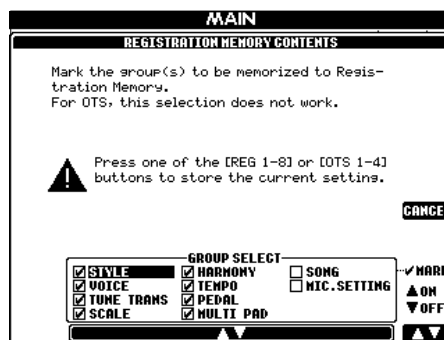 MAIN
REGISTRATION MEMORY CONTENTS
Mark the group(s) to be memorized to Regis-
tration Memory.
For OTS, this selection does not work.
Press one of the [REG 1-8] or [OTS 1-4]
buttons to store the current setting.
CANCE
GROUP SELECT
STYLE HARMONY SONG
VOICE TEMPO MIC.SETTING
TUNE TRANS PEDAL
SCALE MULTI PAD
MARK
ON
OFF